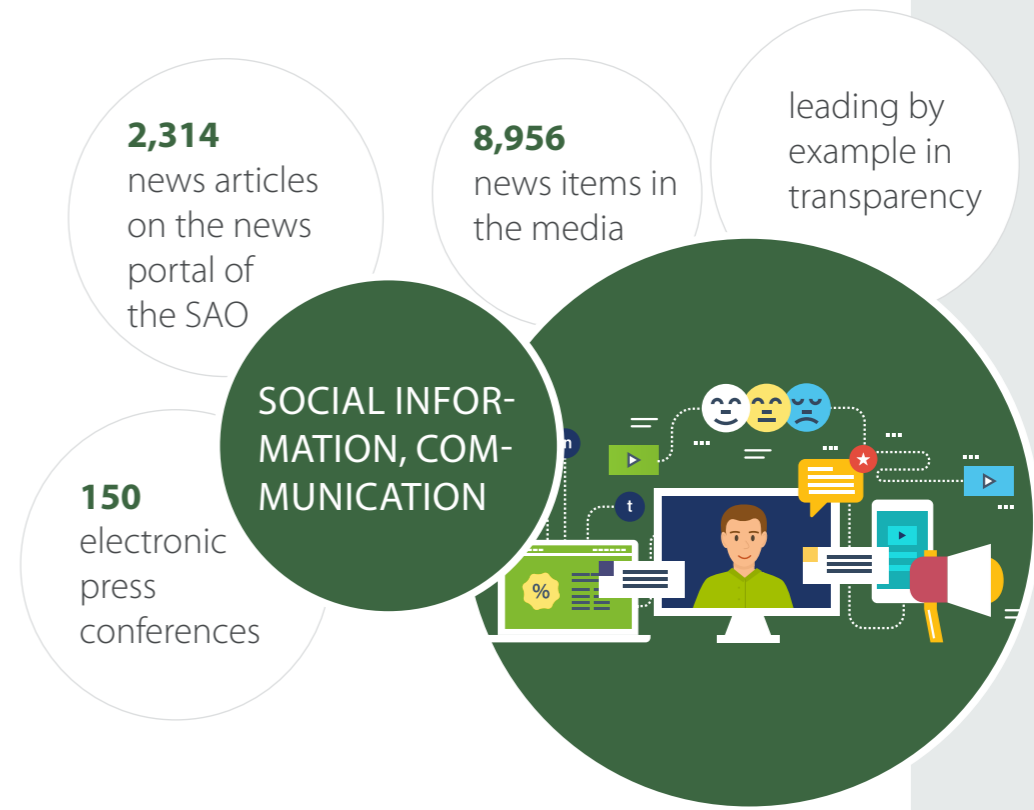 2,314
news articles
on the news
portal of
the SAO
8,956
news items in
the media
leading by
example in
transparency
SOCIAL INFOR-
MATION, COM-
MUNICATION
150
electronic
press
conferences
n
t
%